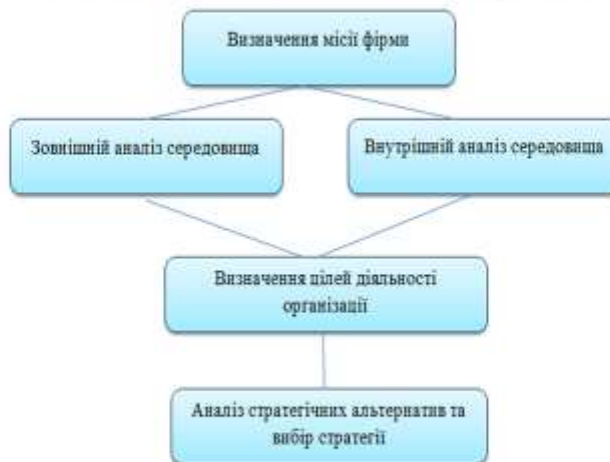 Визначення місії фірми
Зовнішній аналіз середовища
Внутрішній аналіз середовища
Визначення цілей діяльності
організації
Аналіз стратегічних альтернатив та
вибір стратегії